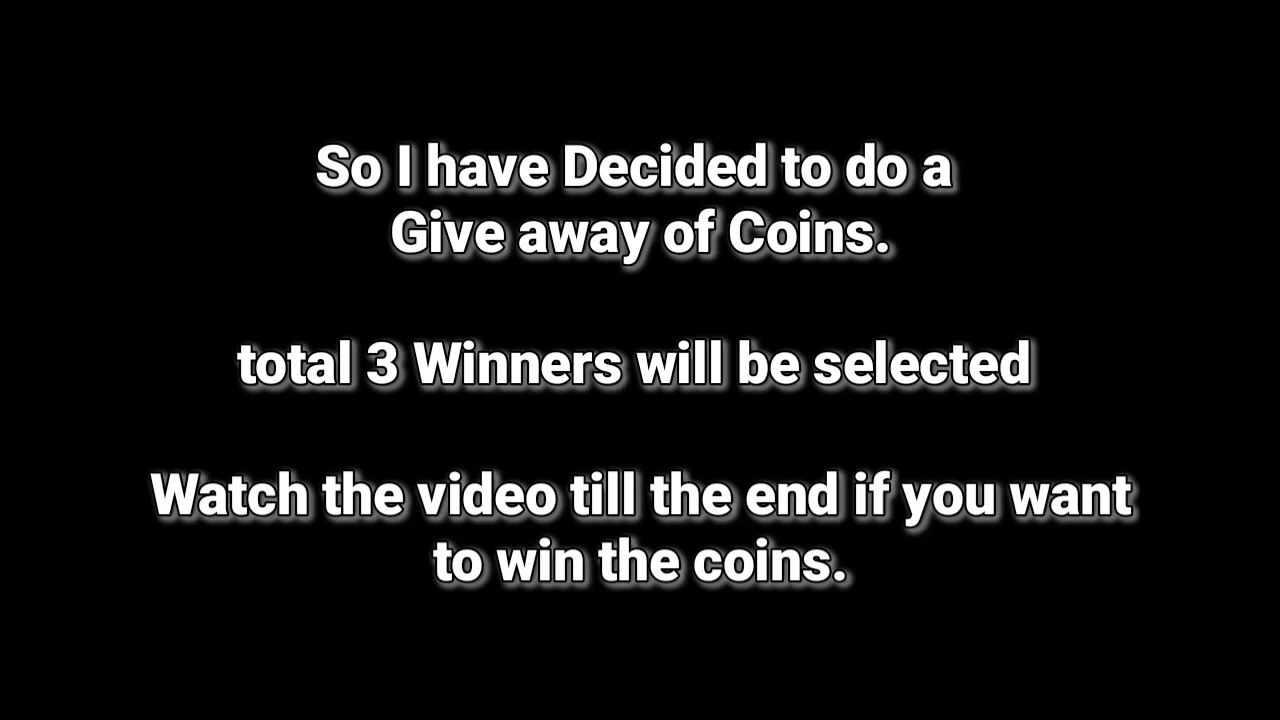 So I have Decided to do a
Give away of Coins.
total 3 Winners will be selected
Watch the video till the end if you want
to win the coins.